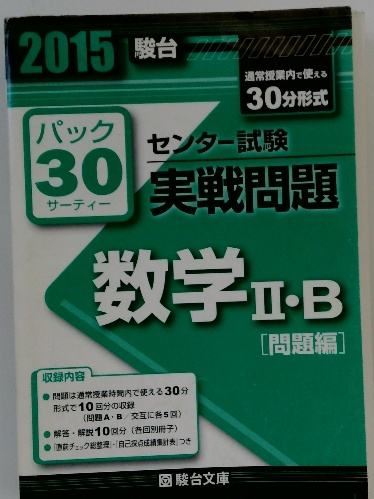 2015 駿台
通常授業内で使える
30分形式
パック
30
サーティー
センター試験
実戦問題
数学Ⅱ・B
[問題編]
収録内容
● 問題は通常授業時間内で使える30分
形式で10回分の収録
(問題A・B/交互に各5回)
● 解答・解説10回分(各回別冊子)
● 「直前チェック総整理」・「自己採点成績集計表」つき
駿台文庫